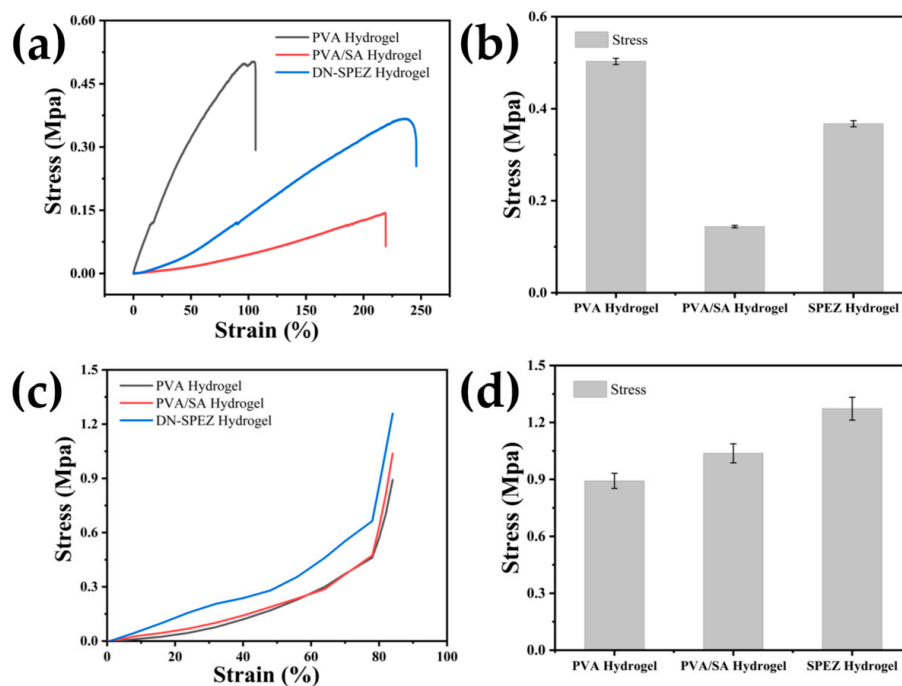 (a)
PVA Hydrogel
PVA/SA Hydrogel
DN-SPEZ Hydrogel
Stress (Mpa)
0.60
0.45
0.30
0.15
0.00
0 50 100 150 200 250
Strain (%)
(b)
Stress
Stress (Mpa)
0.6
0.4
0.2
0.0
PVA Hydrogel PVA/SA Hydrogel SPEZ Hydrogel
(c)
PVA Hydrogel
PVA/SA Hydrogel
DN-SPEZ Hydrogel
Stress (Mpa)
1.5
1.2
0.9
0.6
0.3
0.0
0 20 40 60 80 100
Strain (%)
(d)
Stress
Stress (Mpa)
1.5
1.2
0.9
0.6
0.3
0.0
PVA Hydrogel PVA/SA Hydrogel SPEZ Hydrogel